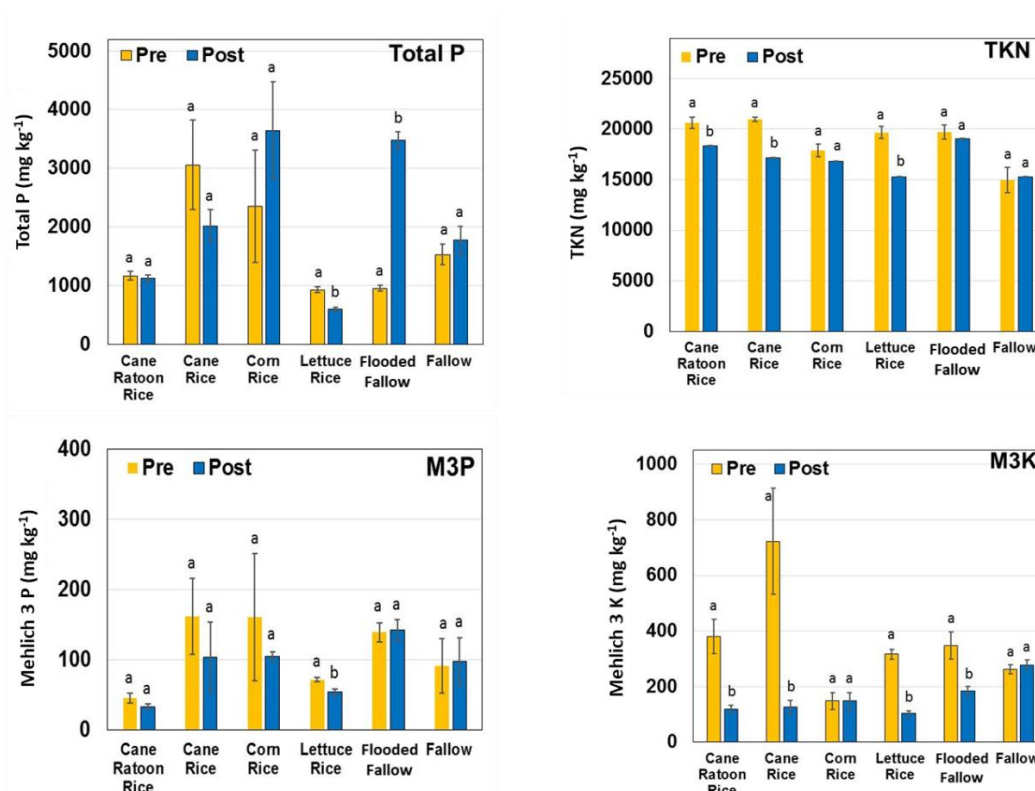 Total P
Pre Post
Total P (mg kg-1)
5000
4000
3000
2000
1000
0
a a a a a a a b a b a a
Cane Ratoon Rice
Cane Rice
Corn Rice
Lettuce Rice
Flooded Fallow
Fallow
TKN
Pre Post
TKN (mg kg-1)
25000
20000
15000
10000
5000
0
a b a b a a a b a a a a
Cane Ratoon Rice
Cane Rice
Corn Rice
Lettuce Rice
Flooded Fallow
Fallow
M3P
Pre Post
Mehlich 3 P (mg kg-1)
400
300
200
100
0
a a a a a a a b a a a a
Cane Ratoon Rice
Cane Rice
Corn Rice
Lettuce Rice
Flooded Fallow
Fallow
M3K
Pre Post
Mehlich 3 K (mg kg-1)
1000
800
600
400
200
0
a b a b a a a b a b a a
Cane Ratoon Rice
Cane Rice
Corn Rice
Lettuce Rice
Flooded Fallow
Fallow